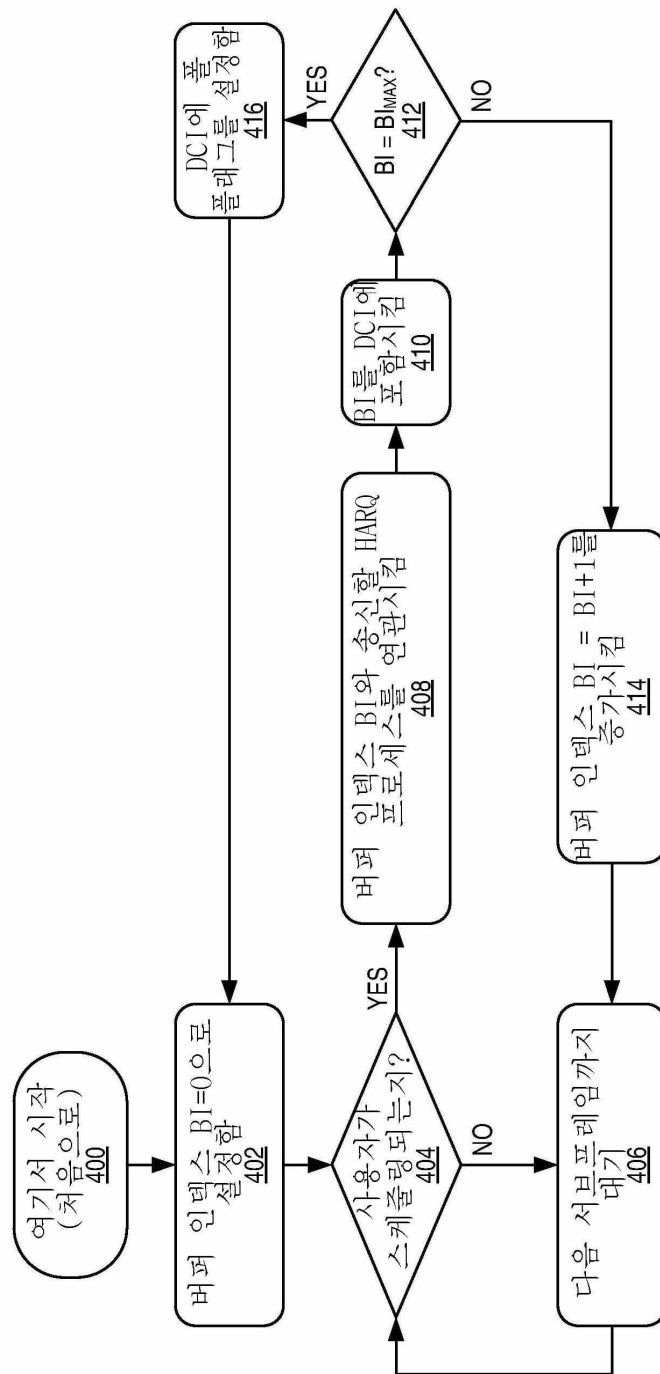 여기서 시작
(처음으로)
400
버퍼 인덱스 BI=0으로
설정함
402
사용자가
스케줄링되는지?
404
YES
NO
다음 서브프레임까지
대기
406
버퍼 인덱스 BI와 송신할 HARQ
프로세스를 연관시킴
408
BI를 DCI에
포함시킴
410
BI = BIMAX?
412
YES
NO
버퍼 인덱스 BI = BI+1를
증가시킴
414
DCI에 폴
플래그를 설정함
416